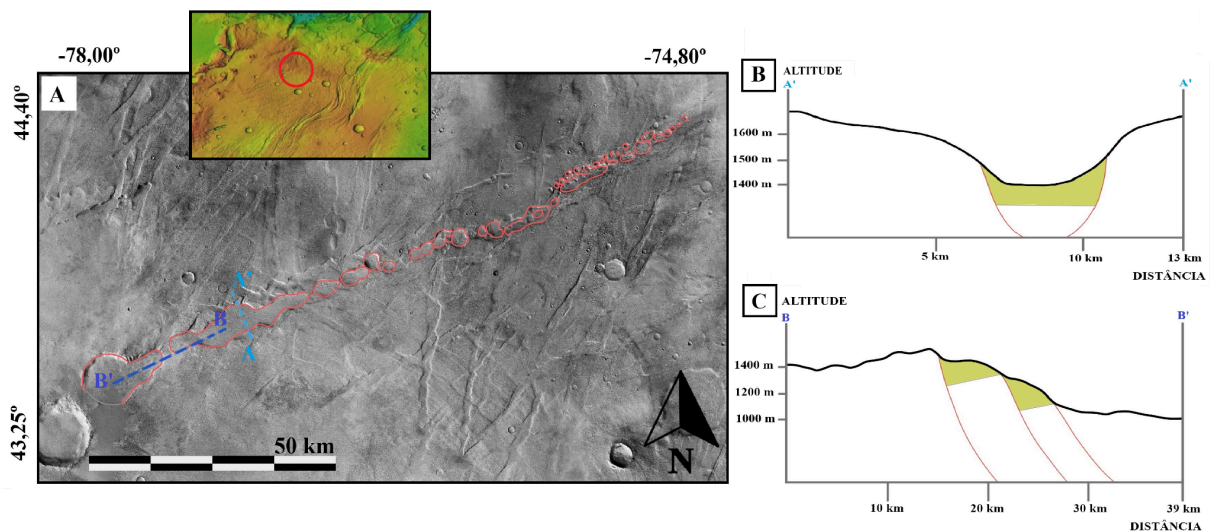 -78,00º
-74,80º
A
44,40º
43,25º
A'
B
A
B'
50 km
N
B
ALTITUDE
A'
A'
1600 m
1500 m
1400 m
5 km
10 km
13 km
DISTÂNCIA
C
ALTITUDE
B
B'
1400 m
1200 m
1000 m
10 km
20 km
30 km
39 km
DISTÂNCIA